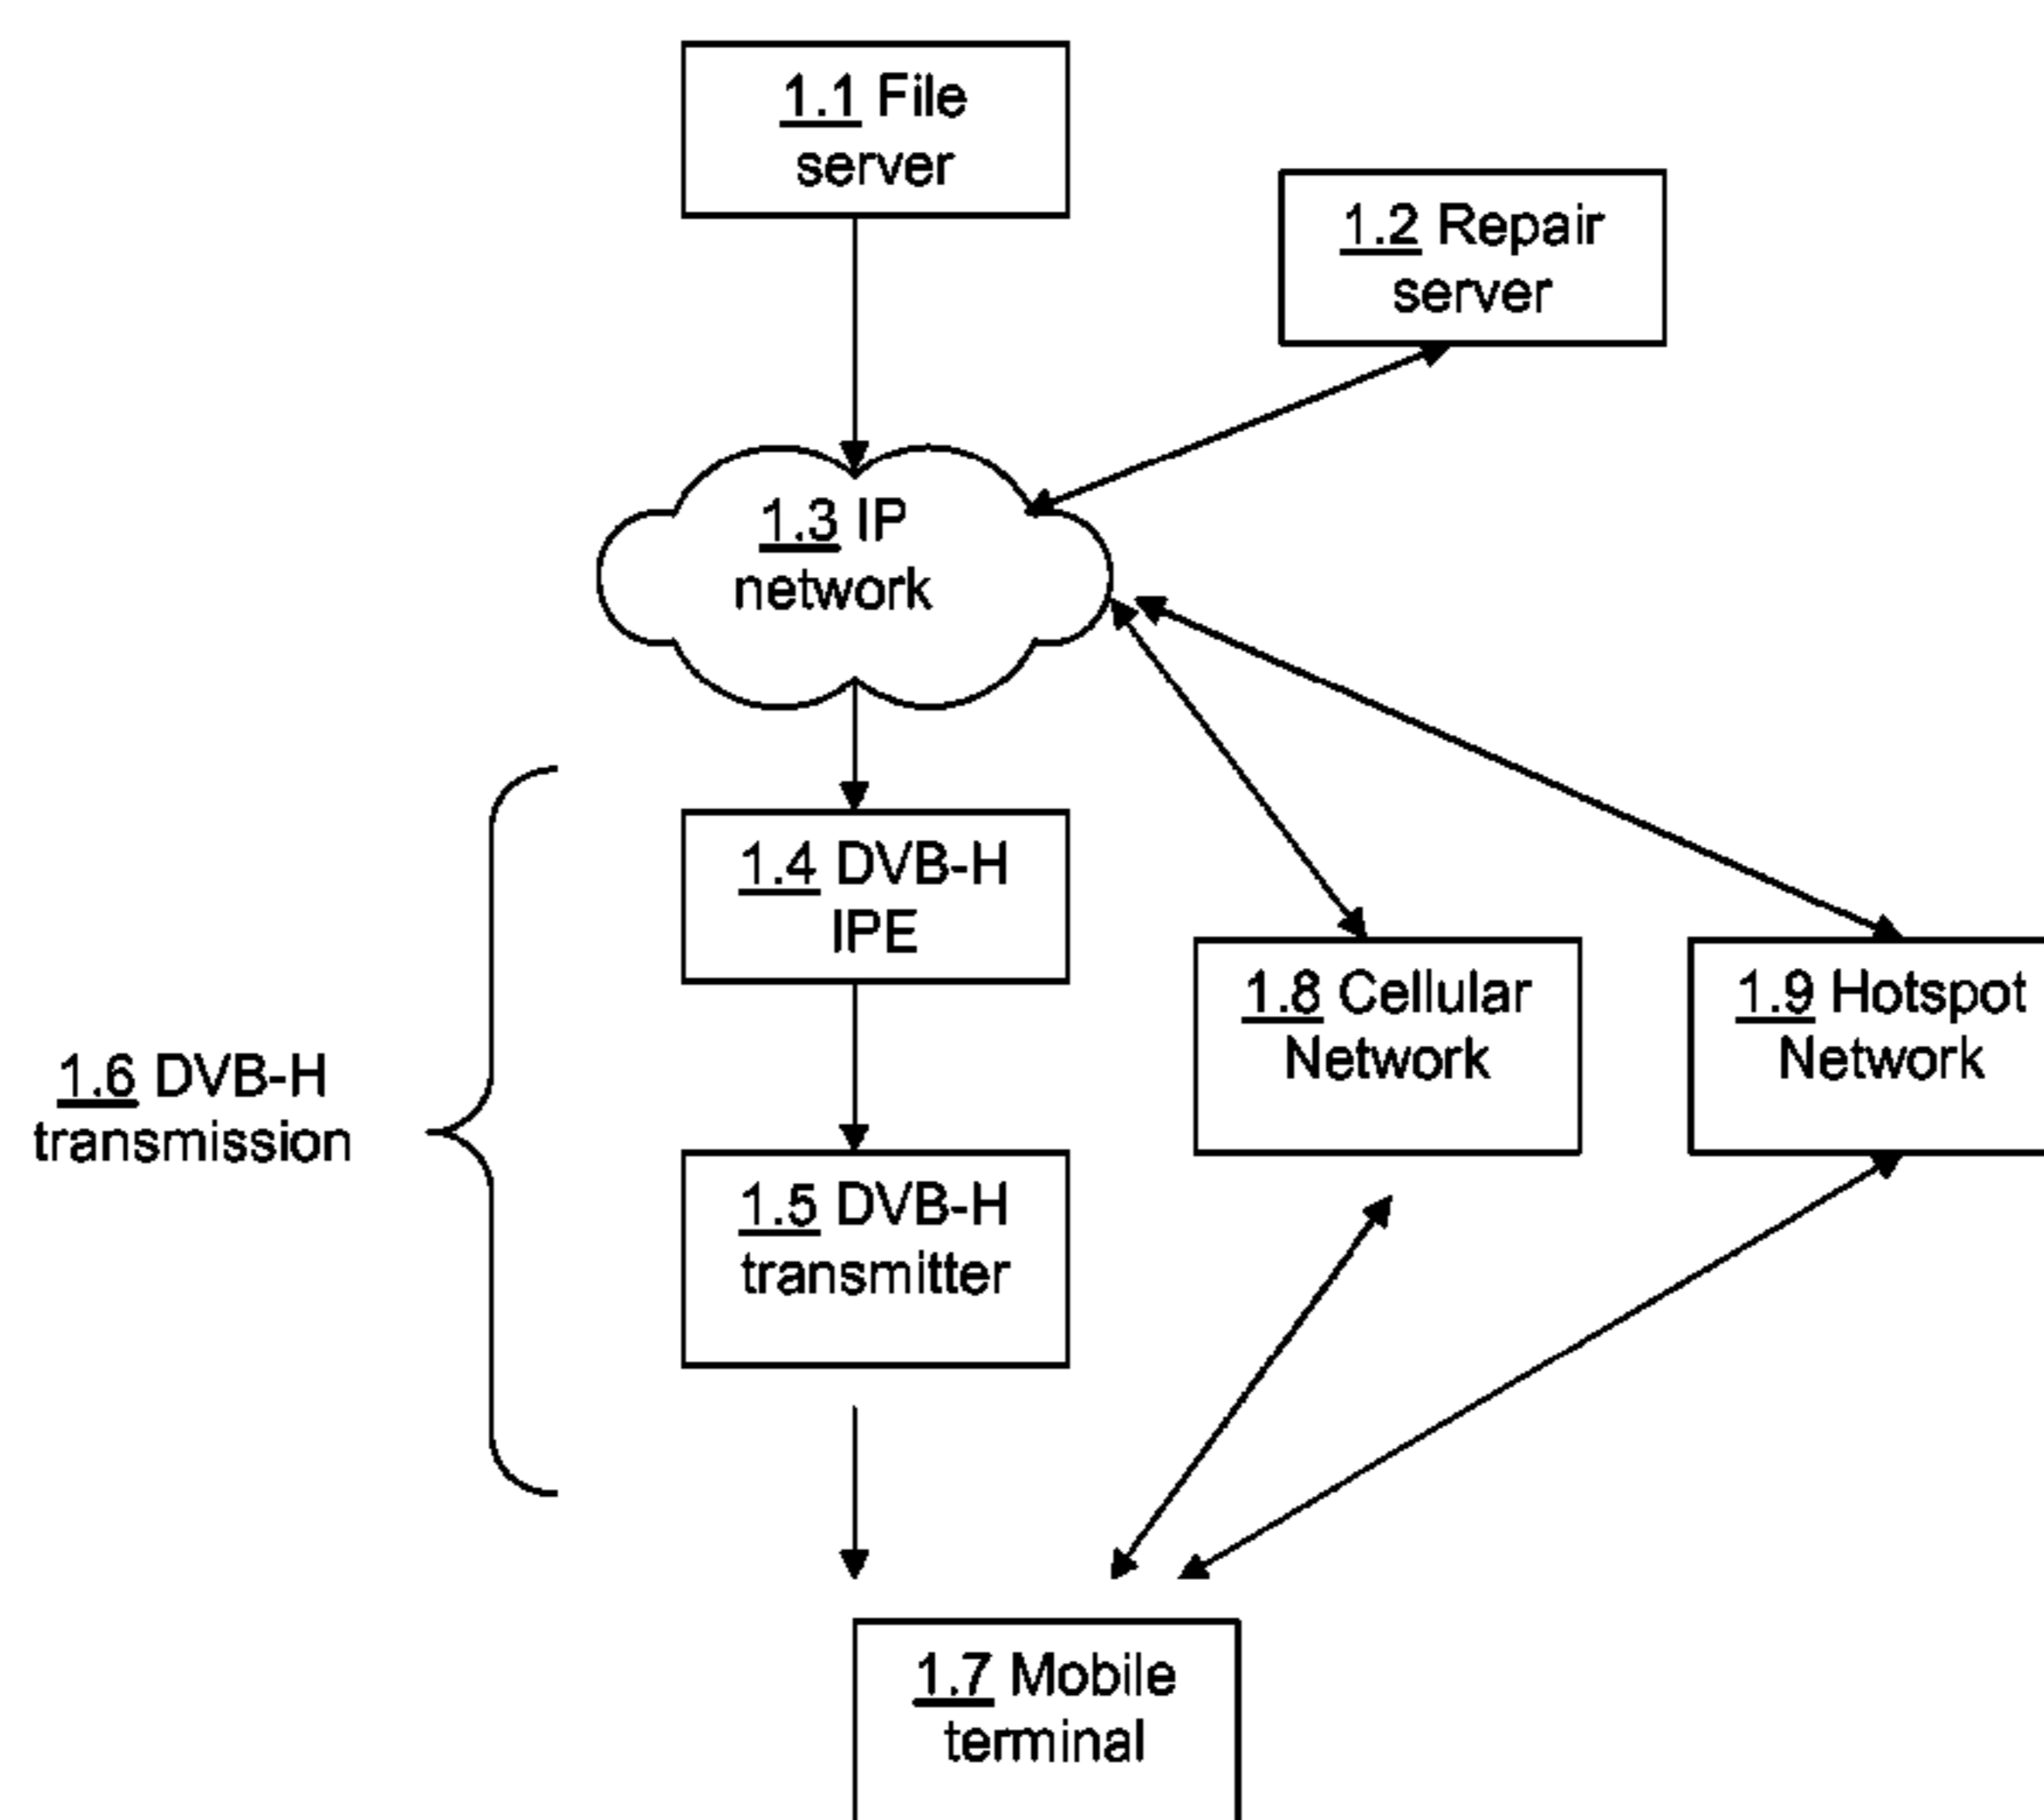 1.1 File
server
1.2 Repair
server
1.3 IP
network
1.4 DVB-H
IPE
1.8 Cellular
Network
1.9 Hotspot
Network
1.6 DVB-H
transmission
1.5 DVB-H
transmitter
1.7 Mobile
terminal